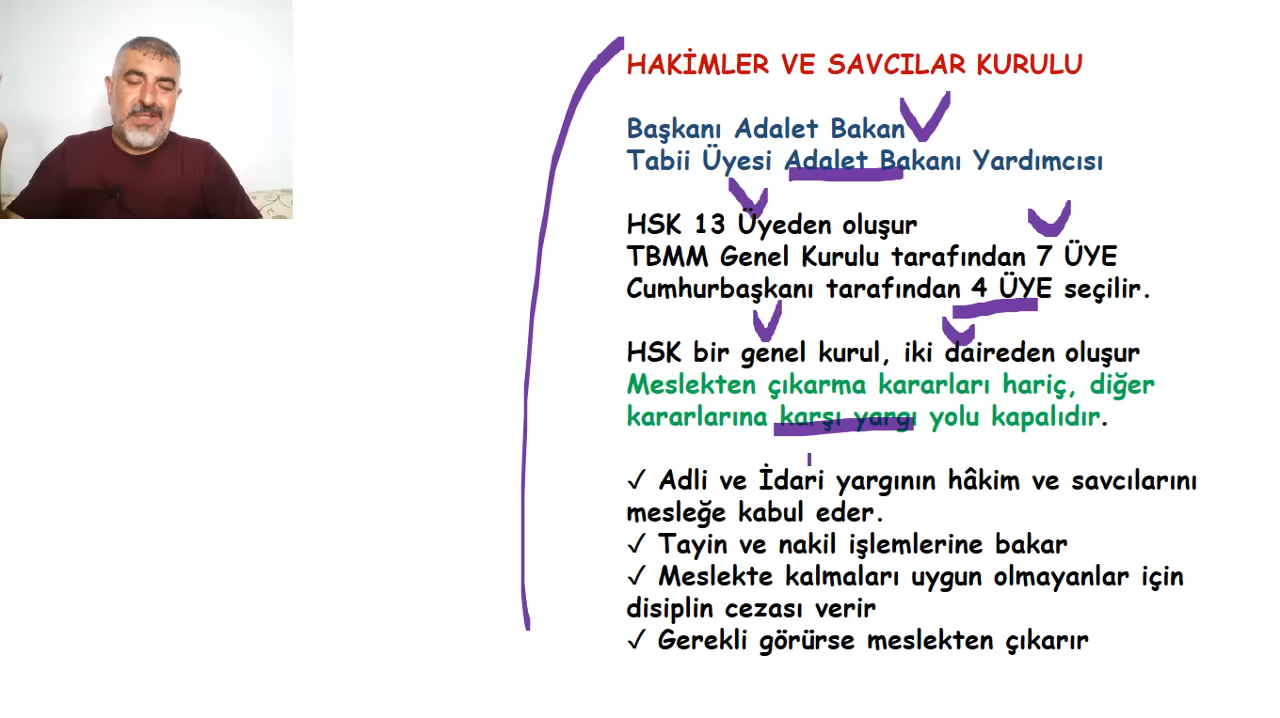 HAKİMLER VE SAVCILAR KURULU
Başkanı Adalet Bakan
Tabii Üyesi Adalet Bakanı Yardımcısı
HSK 13 Üyeden oluşur
TBMM Genel Kurulu tarafından 7 ÜYE
Cumhurbaşkanı tarafından 4 ÜYE seçilir.
HSK bir genel kurul, iki daireden oluşur
Meslekten çıkarma kararları hariç, diğer
kararlarına karşı yargı yolu kapalıdır.
✓ Adli ve İdari yargının hâkim ve savcılarını
mesleğe kabul eder.
✓ Tayin ve nakil işlemlerine bakar
✓ Meslekte kalmaları uygun olmayanlar için
disiplin cezası verir
✓ Gerekli görürse meslekten çıkarır